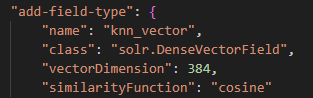 "add-field-type": {
"name": "knn_vector",
"class": "solr.DenseVectorField",
"vectorDimension": 384,
"similarityFunction": "cosine"